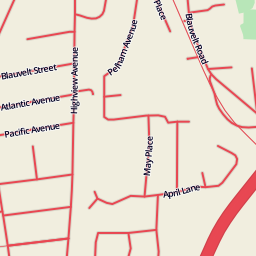 Place
Blauvelt Road
Pelham Avenue
Highview Avenue
Blauvelt Street
Atlantic Avenue
Pacific Avenue
May Place
April Lane